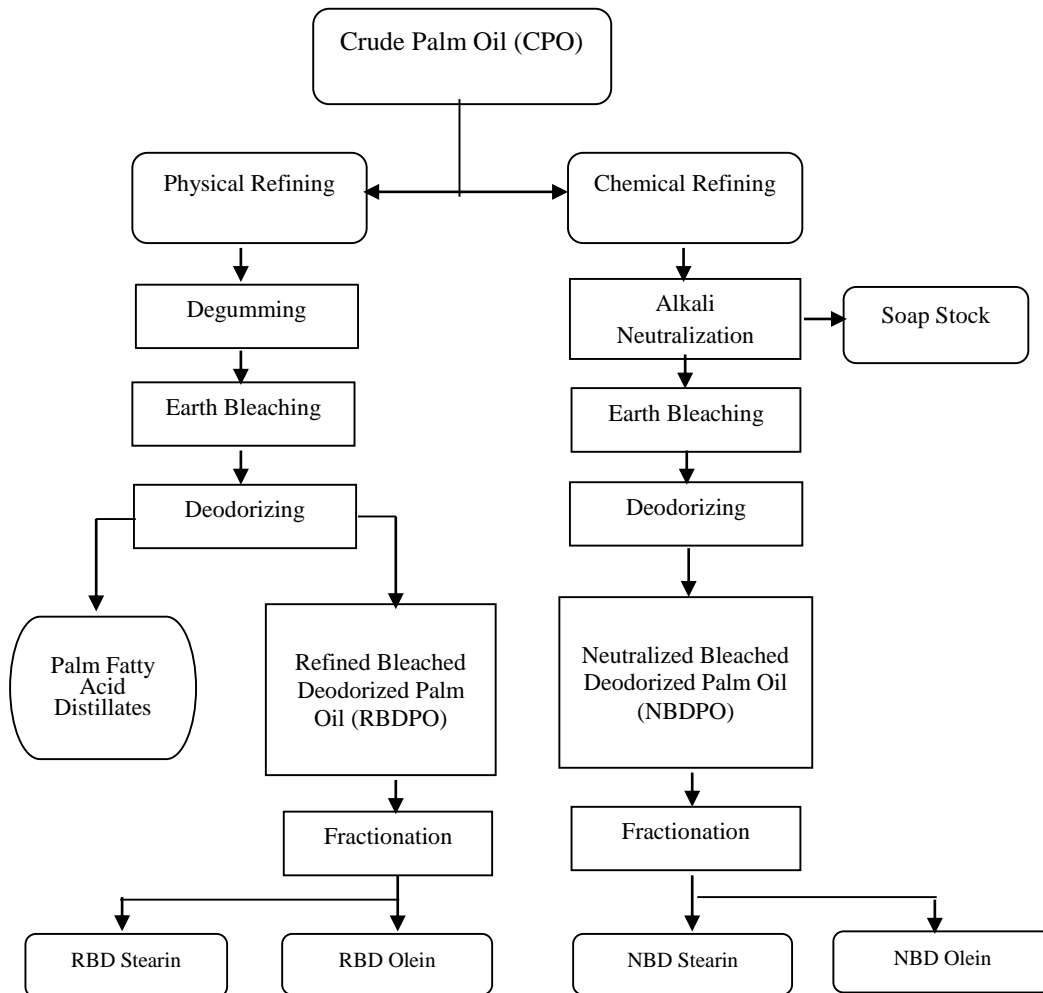 Crude Palm Oil (CPO)
Physical Refining
Chemical Refining
Degumming
Alkali
Neutralization
Soap Stock
Earth Bleaching
Earth Bleaching
Deodorizing
Deodorizing
Palm Fatty
Acid
Distillates
Refined Bleached
Deodorized Palm
Oil (RBDPO)
Neutralized Bleached
Deodorized Palm Oil
(NBDPO)
Fractionation
Fractionation
RBD Stearin
RBD Olein
NBD Stearin
NBD Olein